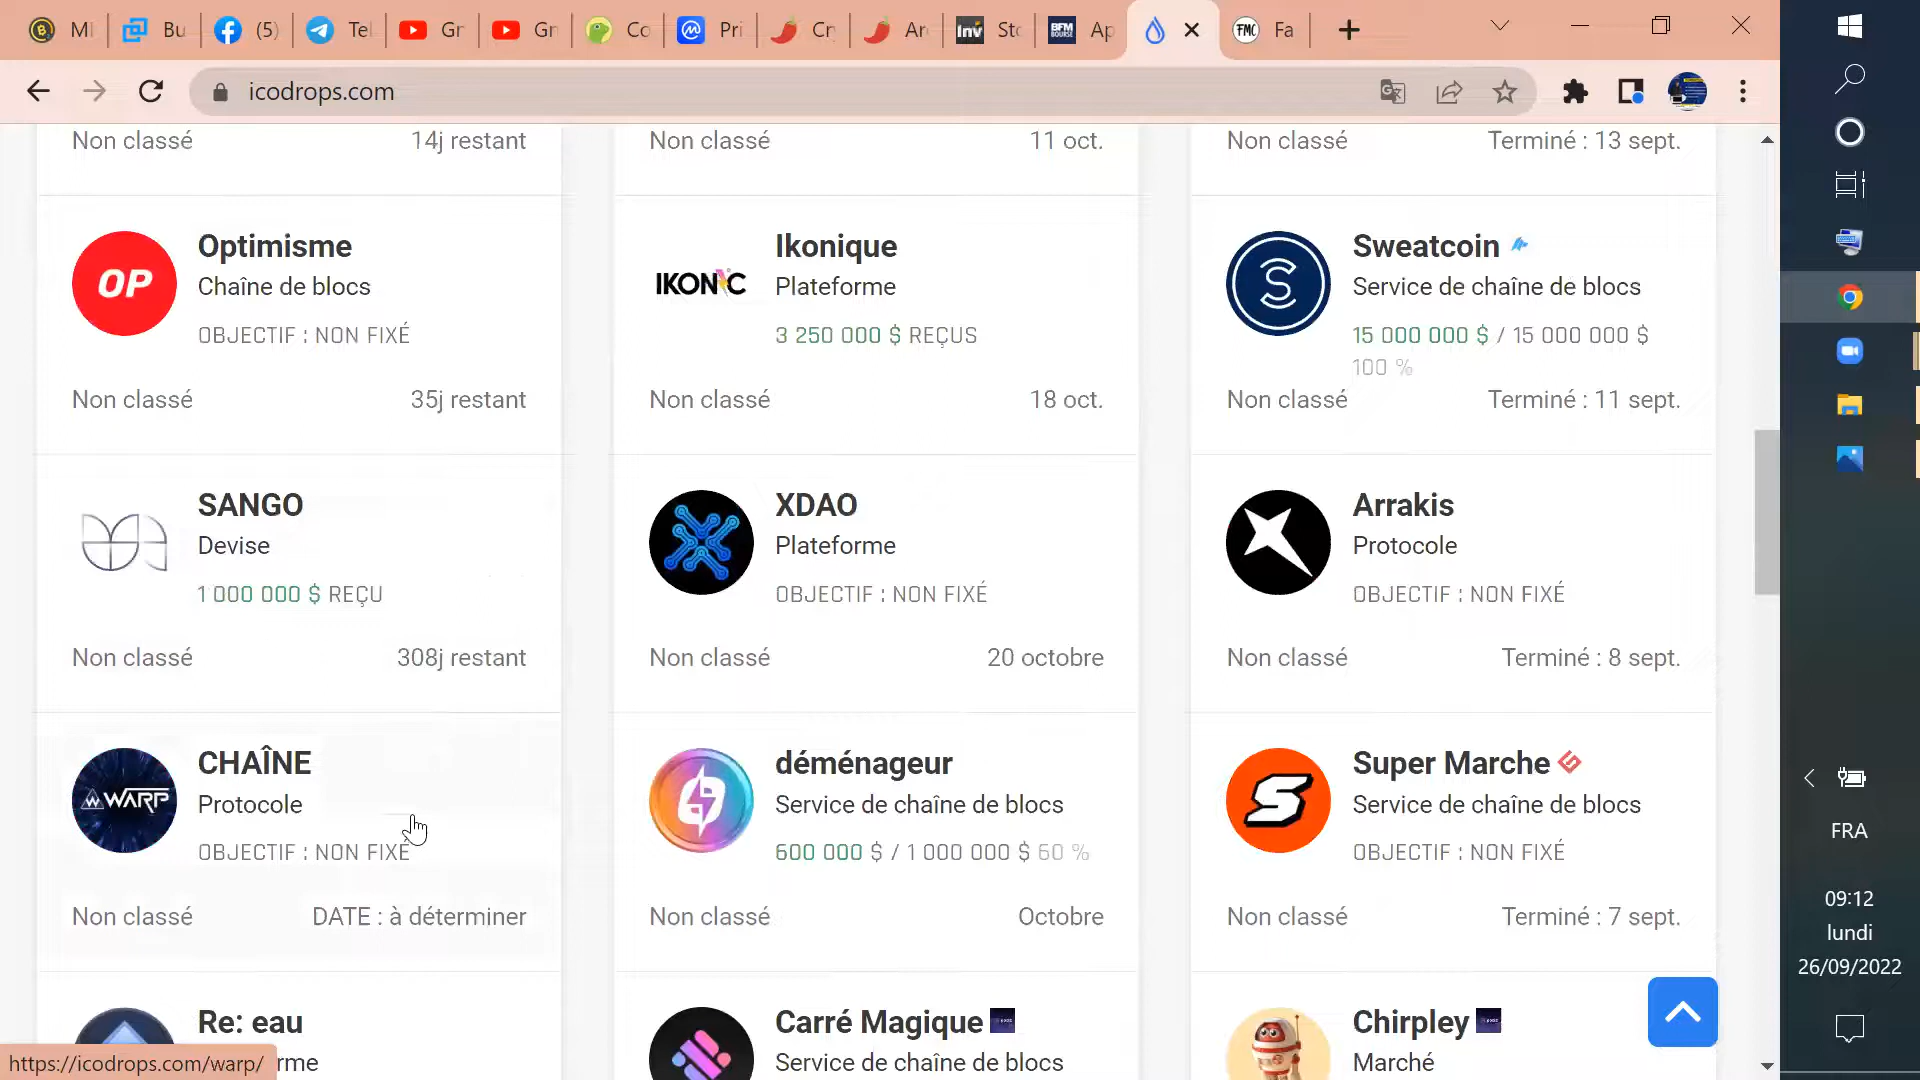 MI
Bu
(5)
Tel
Gr
Gr
Co
Pri
Cr
Ar
Inv
Sto
BFM
BOURSE
Ap
FMC
Fa
icodrops.com
Non classé 14j restant
Non classé 11 oct.
Non classé Terminé : 13 sept.
OP
Optimisme
Chaîne de blocs
OBJECTIF : NON FIXÉ
Non classé 35j restant
IKONIC
Ikonique
Plateforme
3 250 000 $ REÇUS
Non classé 18 oct.
S
Sweatcoin
Service de chaîne de blocs
15 000 000 $ / 15 000 000 $
100 %
Non classé Terminé : 11 sept.
SANGO
Devise
1 000 000 $ REÇU
Non classé 308j restant
XDAO
Plateforme
OBJECTIF : NON FIXÉ
Non classé 20 octobre
Arrakis
Protocole
OBJECTIF : NON FIXÉ
Non classé Terminé : 8 sept.
WARP
CHAÎNE
Protocole
OBJECTIF : NON FIXÉ
Non classé DATE : à déterminer
déménageur
Service de chaîne de blocs
600 000 $ / 1 000 000 $ 60 %
Non classé Octobre
S
Super Marche
Service de chaîne de blocs
OBJECTIF : NON FIXÉ
Non classé Terminé : 7 sept.
Re: eau
rme
Carré Magique
Service de chaîne de blocs
Chirpley
Marché
https://icodrops.com/warp/
FRA
09:12
lundi
26/09/2022